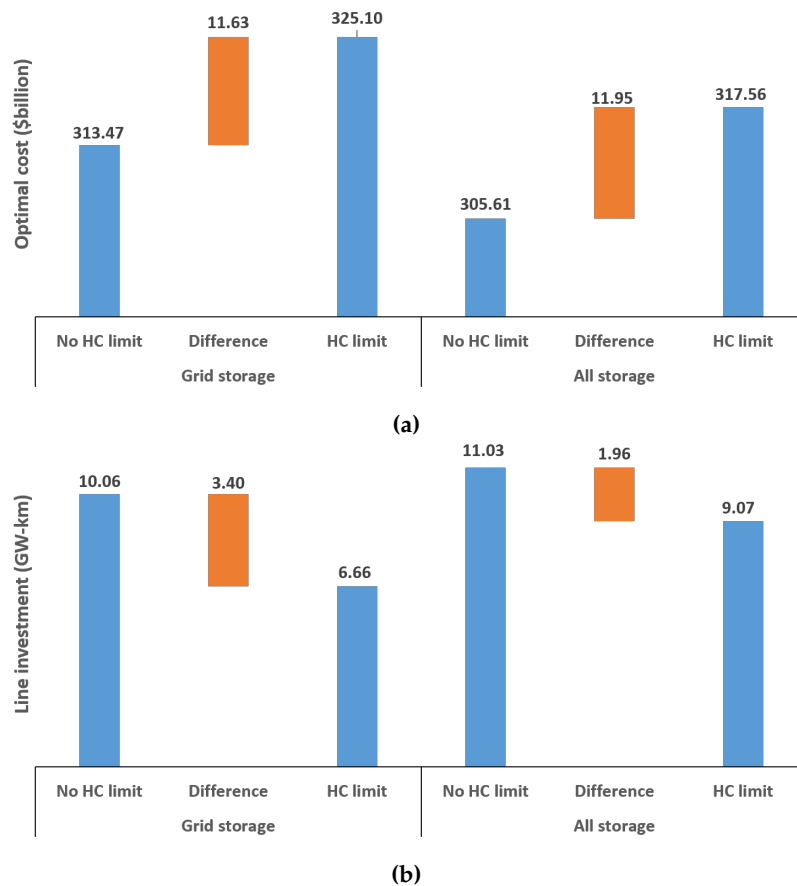 11.63
325.10
313.47
11.95
317.56
305.61
Optimal cost ($billion)
No HC limit Difference HC limit No HC limit Difference HC limit
Grid storage All storage
(a)
11.03
1.96
10.06
3.40
9.07
6.66
Line investment (GW-km)
No HC limit Difference HC limit No HC limit Difference HC limit
Grid storage All storage
(b)